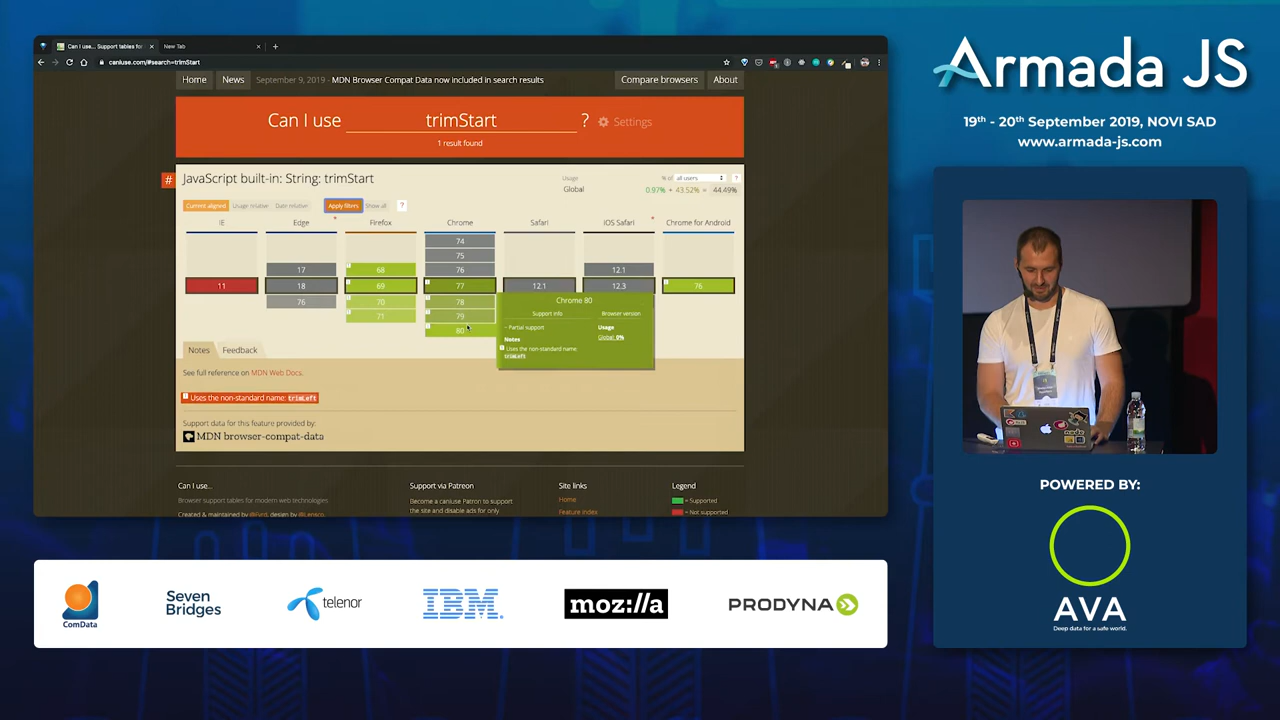 Can I use... Support tables for
New Tab
caniuse.com/#search=trimStart
Home
News
September 9, 2019 - MDN Browser Compat Data now included in search results
Compare browsers
About
Can I use
trimStart
?
Settings
1 result found
#
JavaScript built-in: String: trimStart
Usage
% of
all users
?
Global
0.97% + 43.52% = 44.49%
Current aligned
Usage relative
Date relative
Apply filters
Show all
?
IE
Edge
*
Firefox
Chrome
Safari
iOS Safari
*
Chrome for Android
74
75
17
68
76
12.1
11
18
69
77
12.1
12.3
76
76
70
78
71
79
80
Chrome 80
Support info
Browser version
~ Partial support
Usage
Global: 0%
Notes
Uses the non-standard name:
trimLeft
Notes
Feedback
See full reference on MDN Web Docs.
Uses the non-standard name: trimLeft
Support data for this feature provided by:
MDN browser-compat-data
Can I use...
Browser support tables for modern web technologies
Created & maintained by @Fyrd, design by @Lensco.
Support via Patreon
Become a caniuse Patron to support
the site and disable ads for only
Site links
Home
Feature index
Legend
= Supported
= Not supported
Armada JS
19th - 20th September 2019, NOVI SAD
www.armada-js.com
POWERED BY:
AVA
Deep data for a safe world.
ComData
Seven
Bridges
telenor
IBM
moz://a
PRODYNA
node